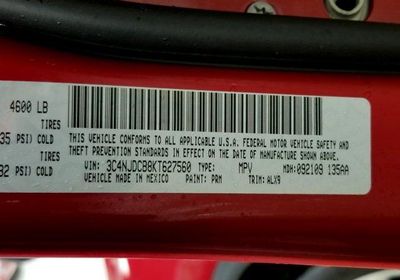 4600 LB
TIRES
35 PSI) COLD
TIRES
32 PSI) COLD
THIS VEHICLE CONFORMS TO ALL APPLICABLE U.S.A. FEDERAL MOTOR VEHICLE SAFETY AND
THEFT PREVENTION STANDARDS IN EFFECT ON THE DATE OF MANUFACTURE SHOWN ABOVE.
VIN: 3C4NJDCB8KT627560 TYPE: MPV MDH: 092109 135AA
VEHICLE MADE IN MEXICO PAINT: PRM TRIM: ALX9